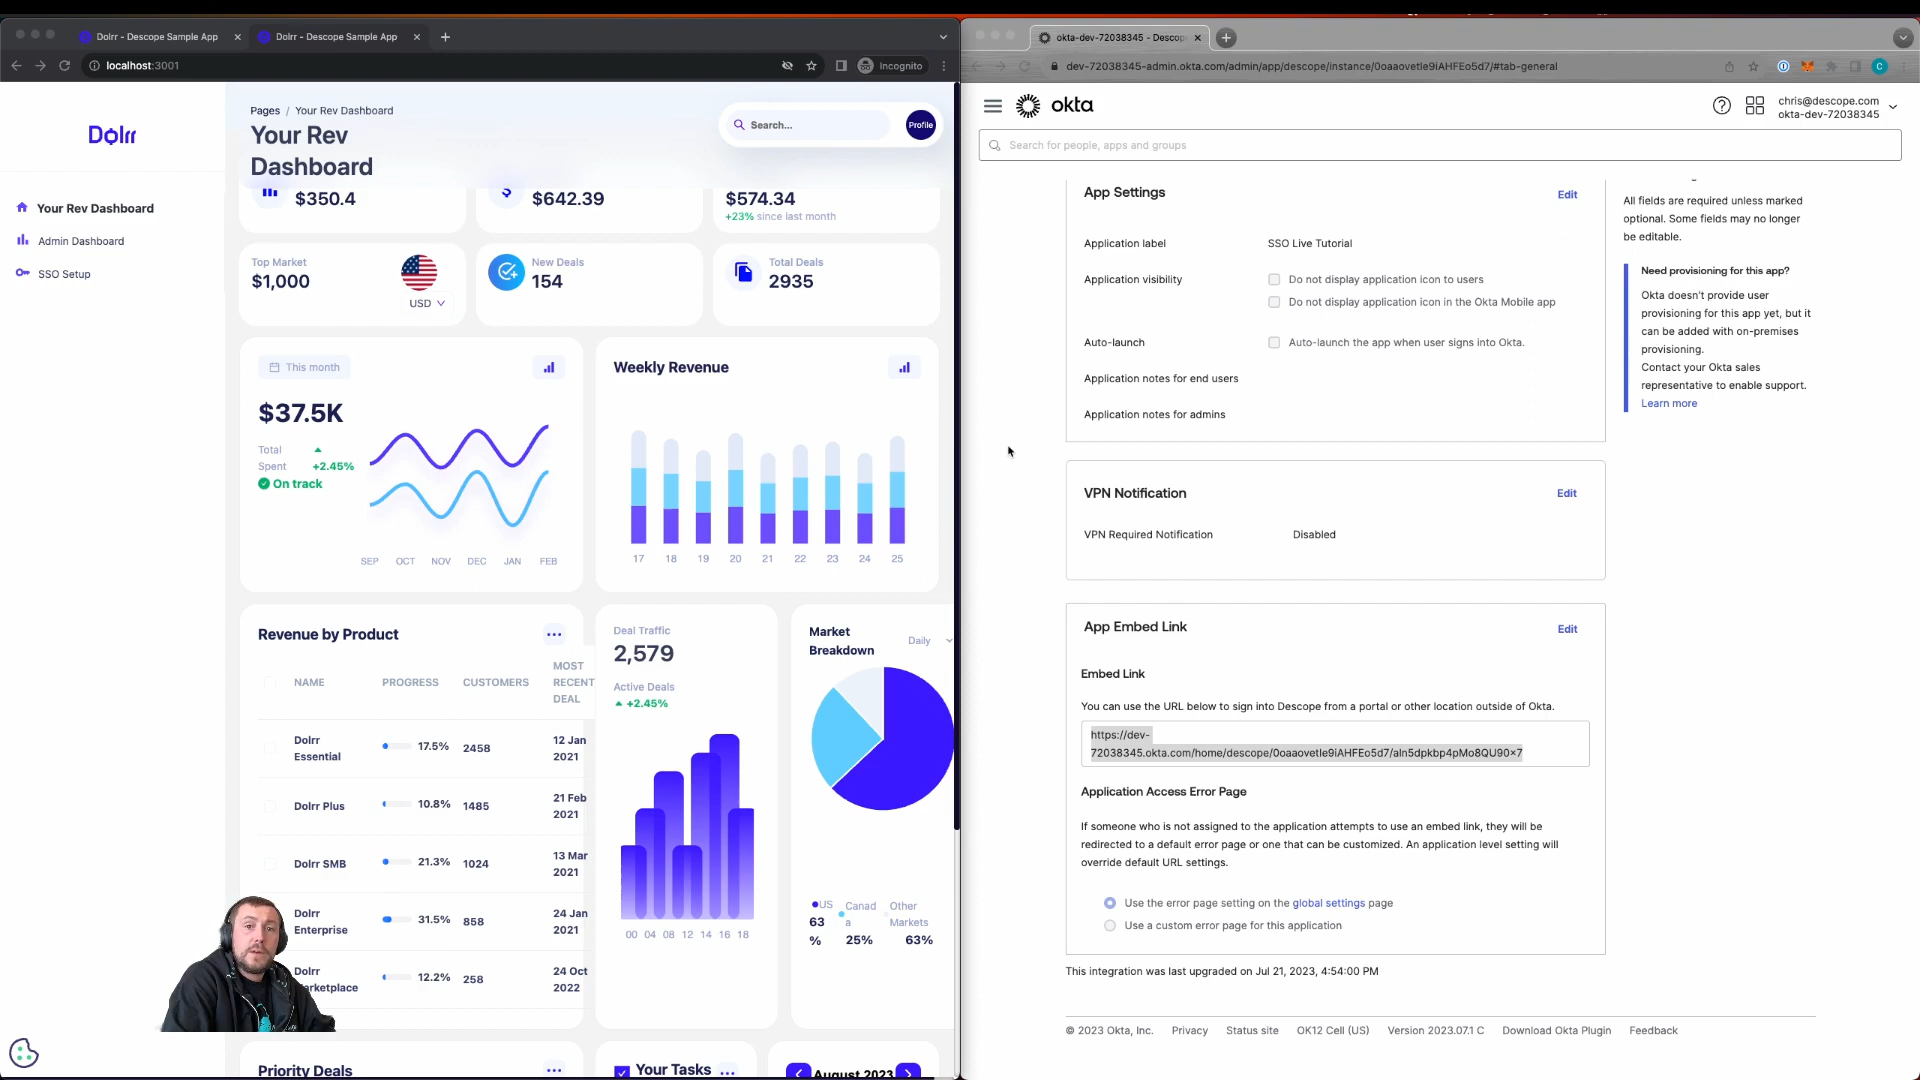 Dolrr - Descope Sample App
Dolrr - Descope Sample App
localhost:3001
Incognito
Dolrr
Your Rev Dashboard
Admin Dashboard
SSO Setup
Pages / Your Rev Dashboard
Your Rev
Dashboard
Search...
Profile
$350.4
$642.39
$574.34
+23% since last month
Top Market
$1,000
USD
New Deals
154
Total Deals
2935
This month
$37.5K
Total
Spent
+2.45%
On track
SEP OCT NOV DEC JAN FEB
Weekly Revenue
17 18 19 20 21 22 23 24 25
Revenue by Product
NAME PROGRESS CUSTOMERS MOST
RECENT
DEAL
Dolrr
Essential
17.5% 2458
12 Jan
2021
Dolrr Plus 10.8% 1485
21 Feb
2021
Dolrr SMB 21.3% 1024
13 Mar
2021
Dolrr
Enterprise
31.5% 858
24 Jan
2021
Dolrr
arketplace
12.2% 258
24 Oct
2022
Deal Traffic
2,579
Active Deals
+2.45%
00 04 08 12 14 16 18
Market
Breakdown
Daily
US
63
%
Canad
a
25%
Other
Markets
63%
Priority Deals
Your Tasks
August 2023
okta-dev-72038345 - Descop
dev-72038345-admin.okta.com/admin/app/descope/instance/0oaaovetle9iAHFEo5d7/#tab-general
C
okta
chris@descope.com
okta-dev-72038345
Search for people, apps and groups
App Settings
Edit
Application label SSO Live Tutorial
Application visibility Do not display application icon to users
Do not display application icon in the Okta Mobile app
Auto-launch Auto-launch the app when user signs into Okta.
Application notes for end users
Application notes for admins
All fields are required unless marked
optional. Some fields may no longer
be editable.
Need provisioning for this app?
Okta doesn't provide user
provisioning for this app yet, but it
can be added with on-premises
provisioning.
Contact your Okta sales
representative to enable support.
Learn more
VPN Notification
Edit
VPN Required Notification Disabled
App Embed Link
Edit
Embed Link
You can use the URL below to sign into Descope from a portal or other location outside of Okta.
https://dev-
72038345.okta.com/home/descope/0oaaovetle9iAHFEo5d7/aln5dpkbp4pMo8QU90x7
Application Access Error Page
If someone who is not assigned to the application attempts to use an embed link, they will be
redirected to a default error page or one that can be customized. An application level setting will
override default URL settings.
Use the error page setting on the global settings page
Use a custom error page for this application
This integration was last upgraded on Jul 21, 2023, 4:54:00 PM
© 2023 Okta, Inc. Privacy Status site OK12 Cell (US) Version 2023.07.1 C Download Okta Plugin Feedback